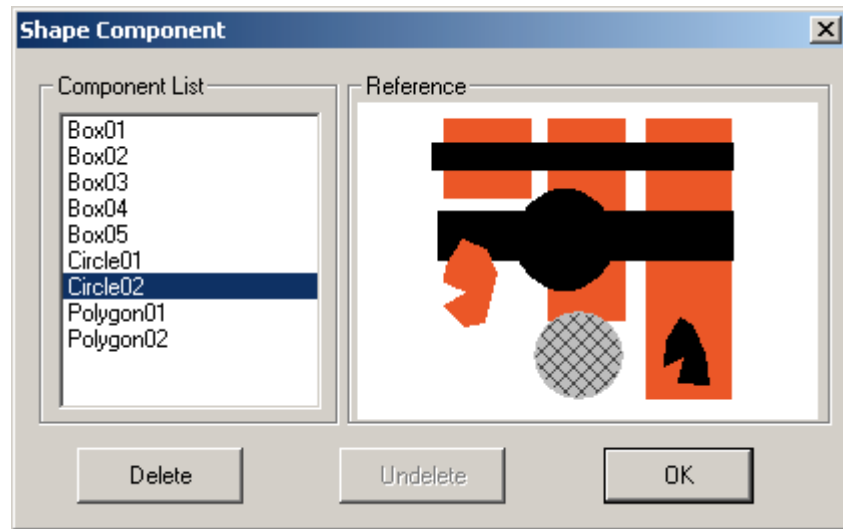 Shape Component
Component List
Reference
Box01
Box02
Box03
Box04
Box05
Circle01
Circle02
Polygon01
Polygon02
Delete
Undelete
OK